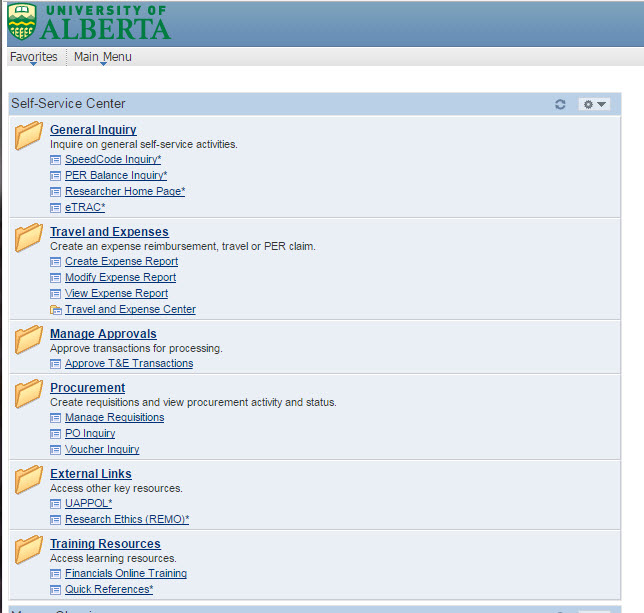 UNIVERSITY OF
ALBERTA
Favorites Main Menu
Self-Service Center
General Inquiry
Inquire on general self-service activities.
SpeedCode Inquiry*
PER Balance Inquiry*
Researcher Home Page*
eTRAC*
Travel and Expenses
Create an expense reimbursement, travel or PER claim.
Create Expense Report
Modify Expense Report
View Expense Report
Travel and Expense Center
Manage Approvals
Approve transactions for processing.
Approve T&E Transactions
Procurement
Create requisitions and view procurement activity and status.
Manage Requisitions
PO Inquiry
Voucher Inquiry
External Links
Access other key resources.
UAPPOL*
Research Ethics (REMO)*
Training Resources
Access learning resources.
Financials Online Training
Quick References*